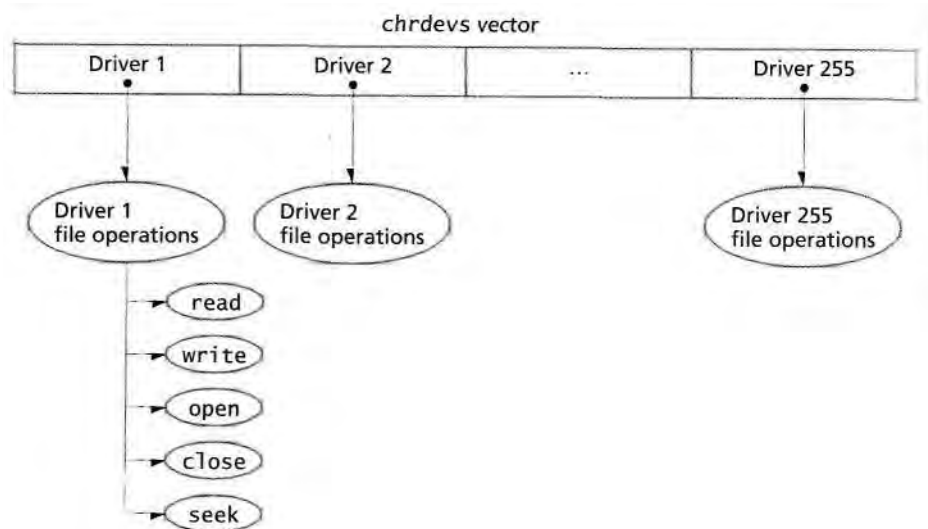 chrdevs vector
Driver 1
Driver 2
...
Driver 255
Driver 1
file operations
Driver 2
file operations
Driver 255
file operations
read
write
open
close
seek